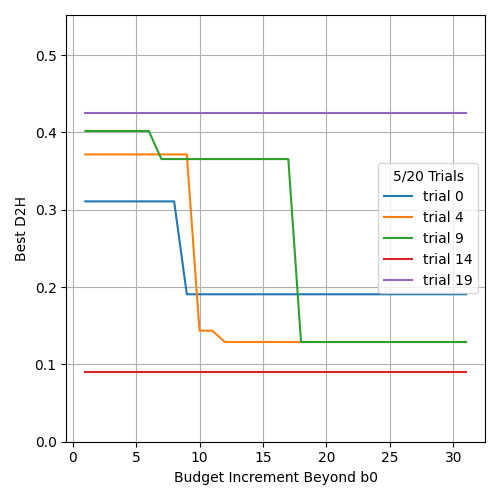 0.5
0.4
0.3
0.2
0.1
0.0
Best D2H
5/20 Trials
trial 0
trial 4
trial 9
trial 14
trial 19
0 5 10 15 20 25 30
Budget Increment Beyond b0